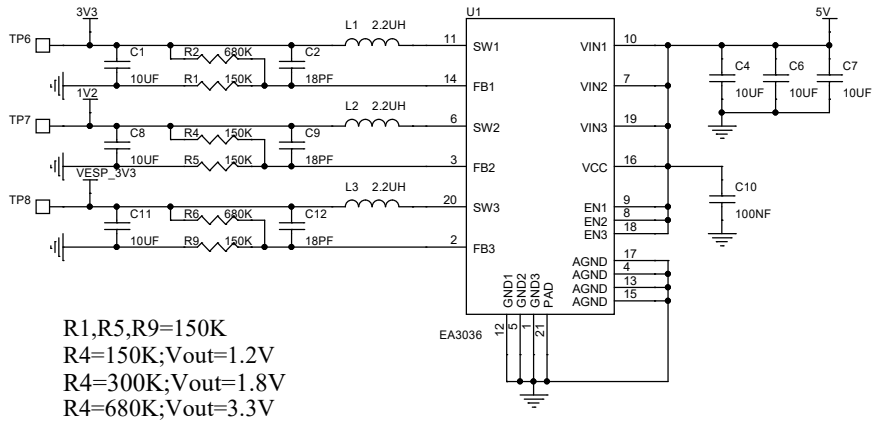 3V3 U1 5V
L1 2.2UH
TP6 11 SW1 VIN1 10
C1 R2 680K C2 C4 C6 C7
10UF R1 150K 18PF 14 FB1 VIN2 7 10UF 10UF 10UF
1V2
L2 2.2UH
TP7 6 SW2 VIN3 19
C8 R4 150K C9
10UF R5 150K 18PF 3 FB2 VCC 16
VESP_3V3
L3 2.2UH C10
TP8 20 SW3 EN1 9 100NF
C11 R6 680K C12 EN2 8
EN3 18
10UF R9 150K 18PF 2 FB3
AGND 17
AGND 4
AGND 13
AGND 15
GND1 GND2 GND3 PAD
12 5 1 21
EA3036
R1,R5,R9=150K
R4=150K;Vout=1.2V
R4=300K;Vout=1.8V
R4=680K;Vout=3.3V